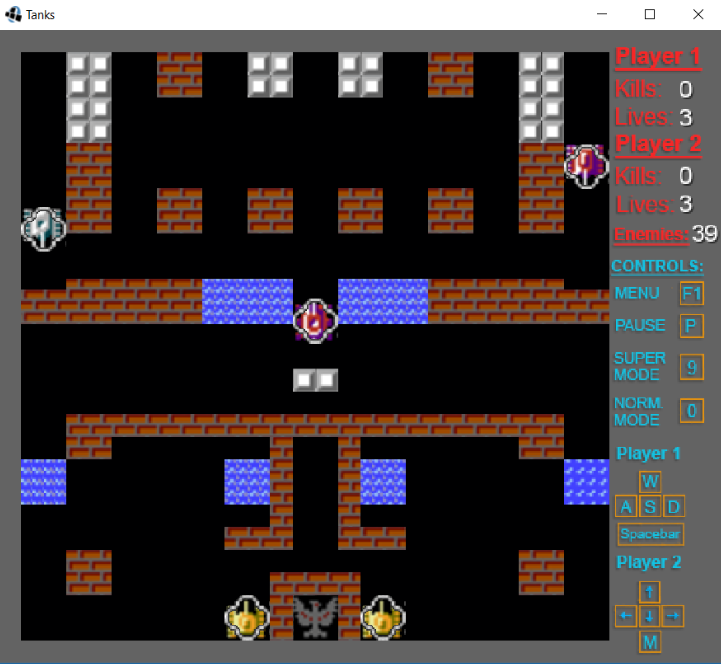 Tanks
Player 1
Kills: 0
Lives: 3
Player 2
Kills: 0
Lives: 3
Enemies: 39
CONTROLS:
MENU F1
PAUSE P
SUPER
MODE 9
NORM.
MODE 0
Player 1
W
A S D
Spacebar
Player 2
↑
← ↓ →
M